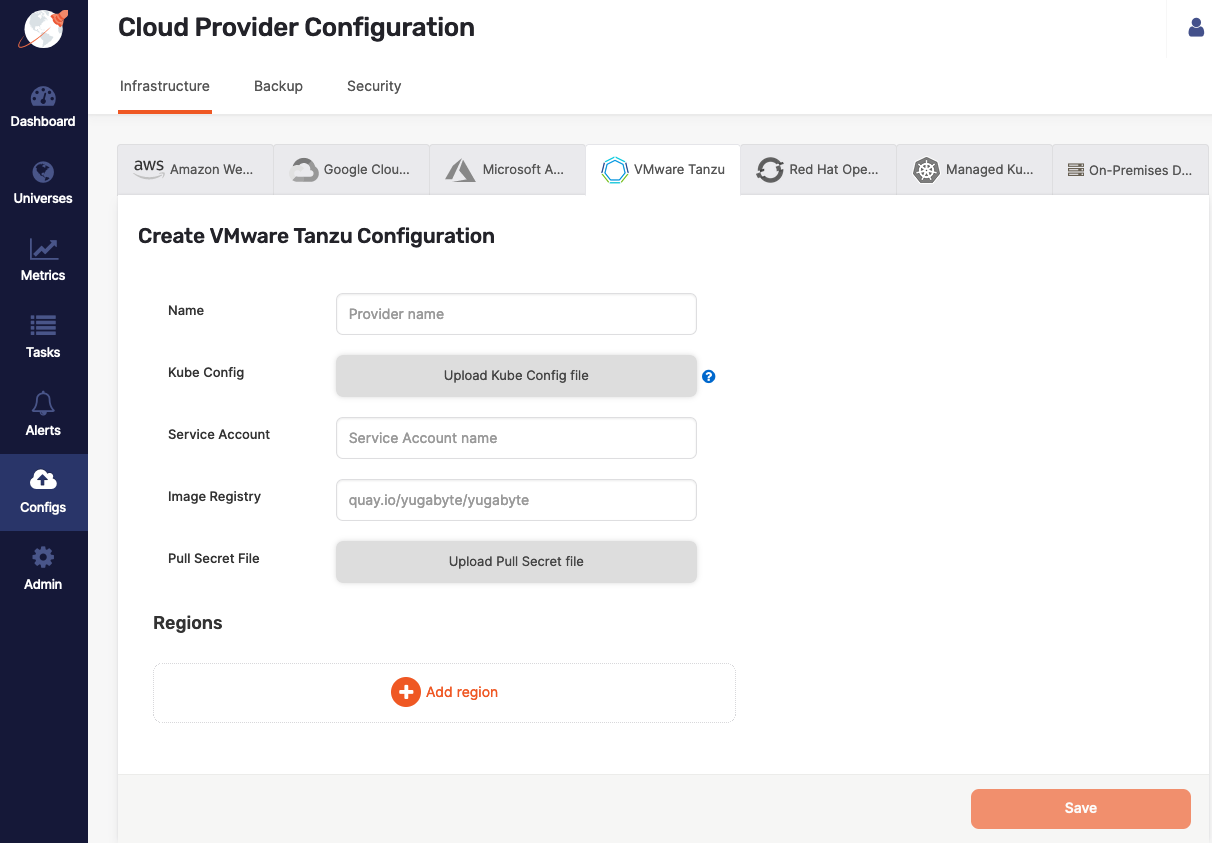 Cloud Provider Configuration
Infrastructure
Backup
Security
Dashboard
Universes
Metrics
Tasks
Alerts
Configs
Admin
aws Amazon We...
Google Clou...
Microsoft A...
VMware Tanzu
Red Hat Ope...
Managed Ku...
On-Premises D...
Create VMware Tanzu Configuration
Name
Provider name
Kube Config
Upload Kube Config file
?
Service Account
Service Account name
Image Registry
quay.io/yugabyte/yugabyte
Pull Secret File
Upload Pull Secret file
Regions
Add region
Save